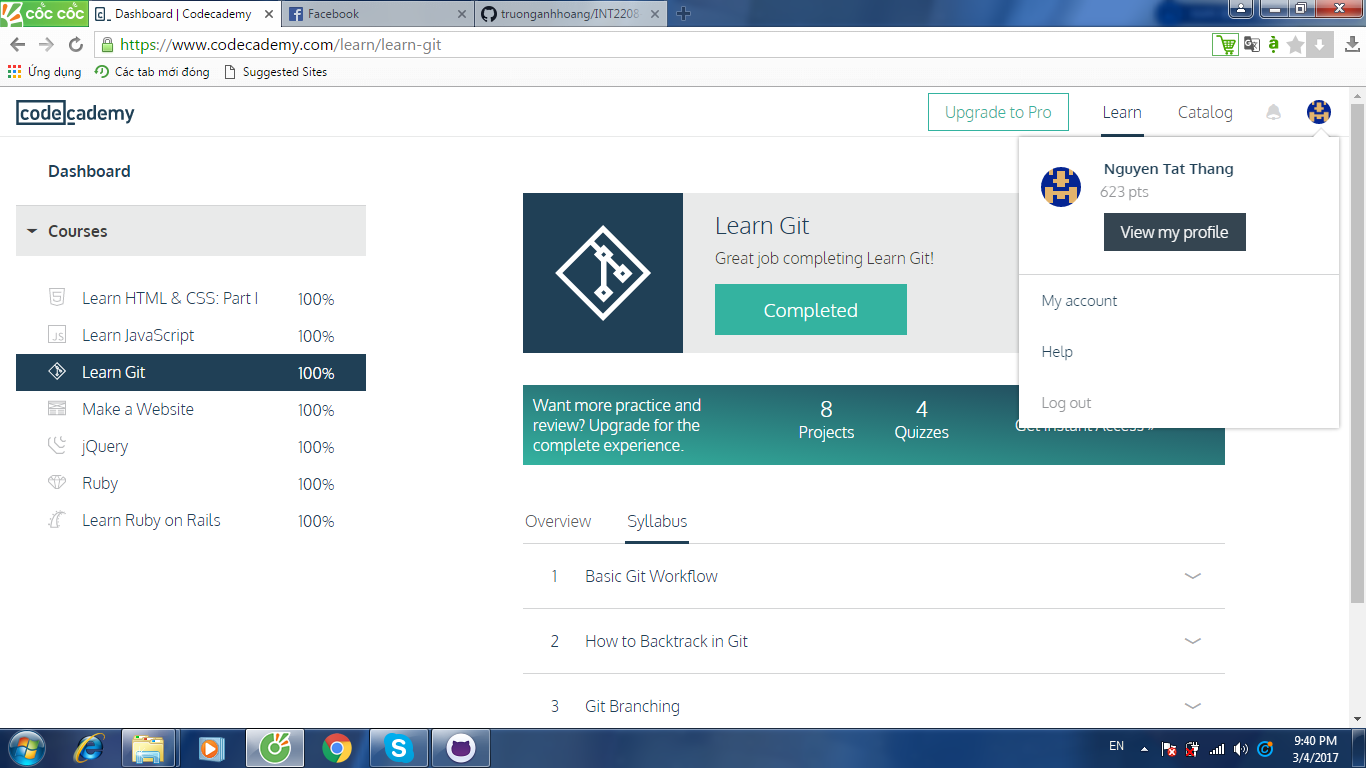 cốc cốc
Dashboard | Codecademy
Facebook
truonganhhoang/INT2208
https://www.codecademy.com/learn/learn-git
Ứng dụng
Các tab mới đóng
Suggested Sites
codecademy
Upgrade to Pro
Learn
Catalog
Nguyen Tat Thang
623 pts
View my profile
My account
Help
Log out
Dashboard
Courses
Learn HTML & CSS: Part I 100%
JS Learn JavaScript 100%
Learn Git 100%
Make a Website 100%
jQuery 100%
Ruby 100%
Learn Ruby on Rails 100%
Learn Git
Great job completing Learn Git!
Completed
Want more practice and
review? Upgrade for the
complete experience.
8
Projects
4
Quizzes
Get Instant Access »
Overview
Syllabus
1 Basic Git Workflow
2 How to Backtrack in Git
3 Git Branching
EN
9:40 PM
3/4/2017